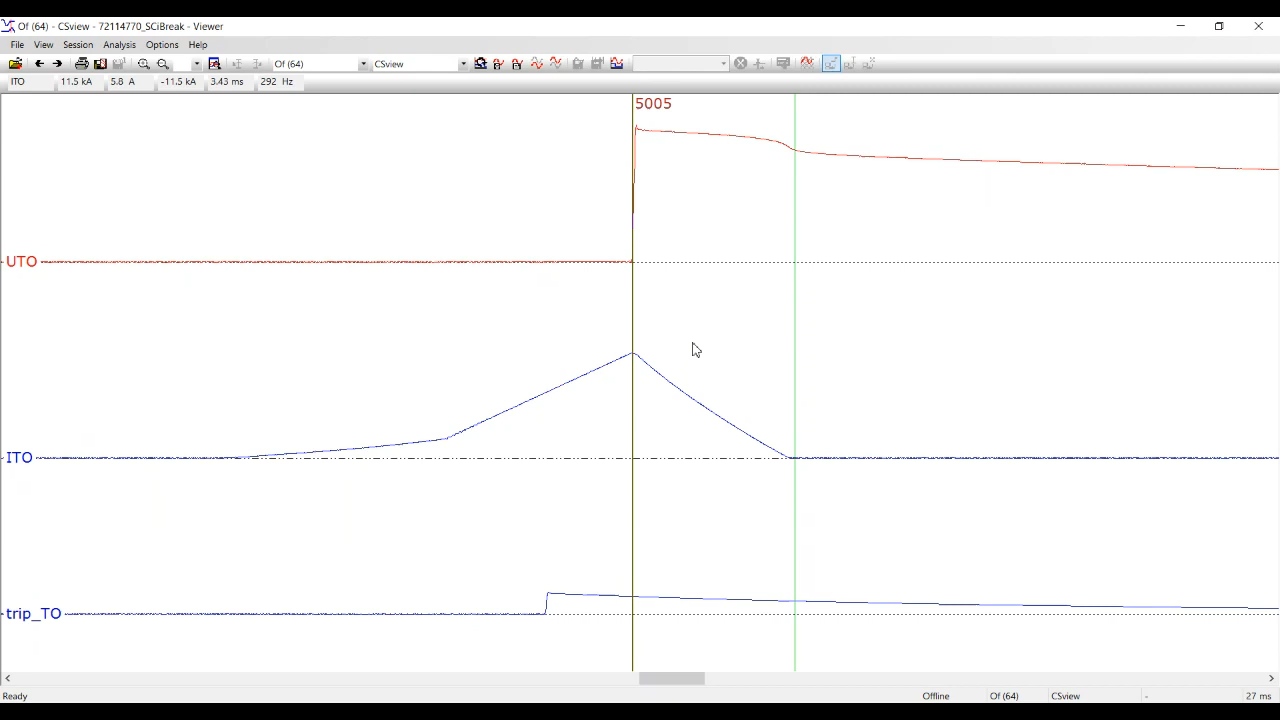 Of (64) - CSview - 72114770_SCiBreak - Viewer
File View Session Analysis Options Help
Of (64) CSview
ITO 11.5 kA 5.8 A -11.5 kA 3.43 ms 292 Hz
5005
UTO
ITO
trip_TO
Ready Offline Of (64) CSview - 27 ms